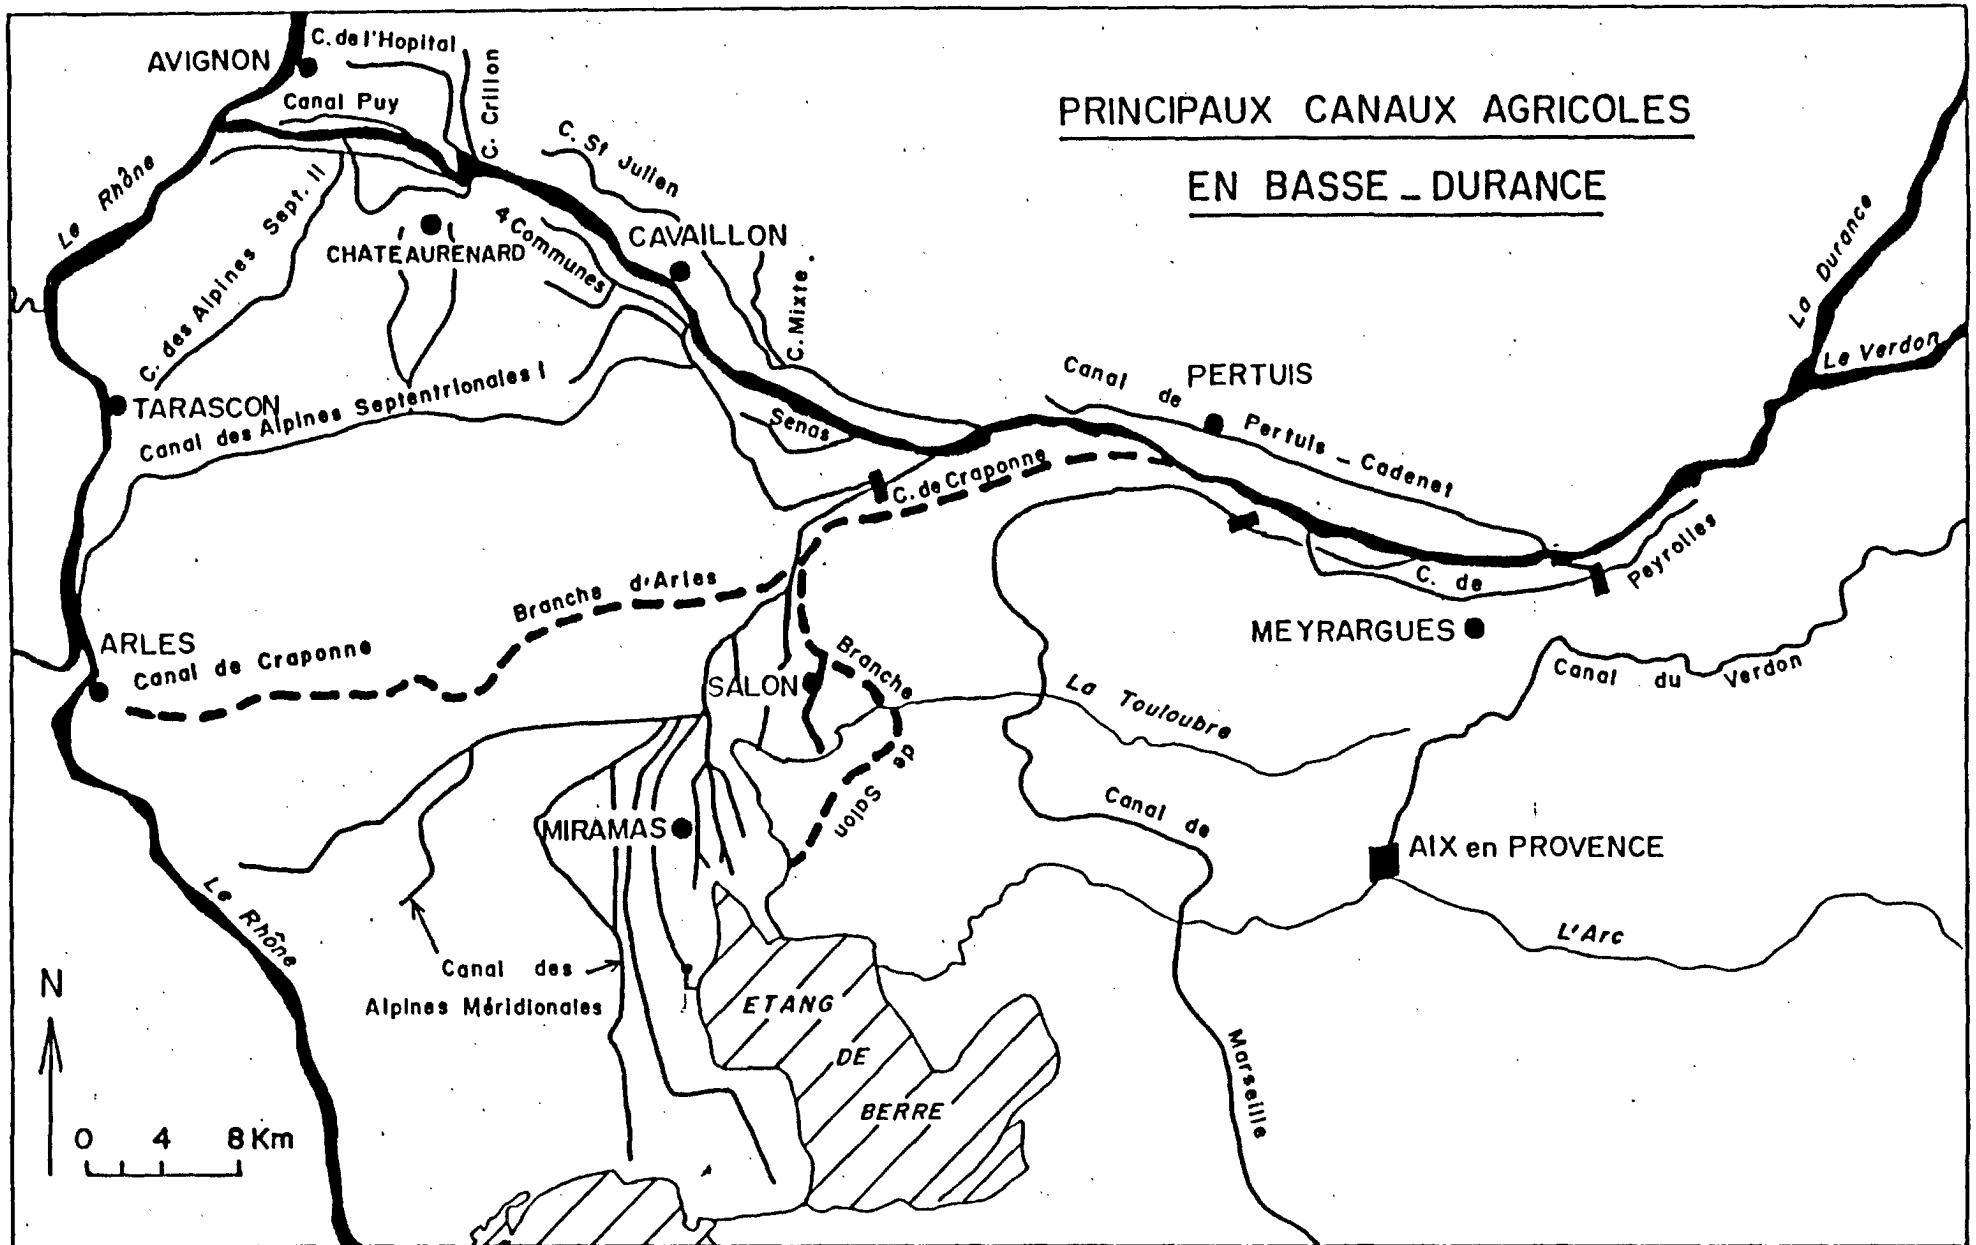 PRINCIPAUX CANAUX AGRICOLES
EN BASSE_DURANCE
AVIGNON
C. de l'Hopital
C. Crillon
Canal Puy
C. St Julien
Le Rhône
C. des Alpines Sept. II
CHATEAURENARD
4 Communes
CAVAILLON
C. Mixte
La Durance
Le Verdon
TARASCON
Canal des Alpines Septentrionales I
Senas
Canal de Pertuis _ Cadenet
PERTUIS
C. de Craponne
C. de Peyrolles
Branche d'Arles
ARLES
Canal de Craponne
MEYRARGUES
Canal du Verdon
SALON
Branche de Salon
La Touloubre
MIRAMAS
Canal de Marseille
AIX en PROVENCE
Le Rhône
L'Arc
Canal des
Alpines Méridionales
ETANG
DE
BERRE
N
0 4 8 Km